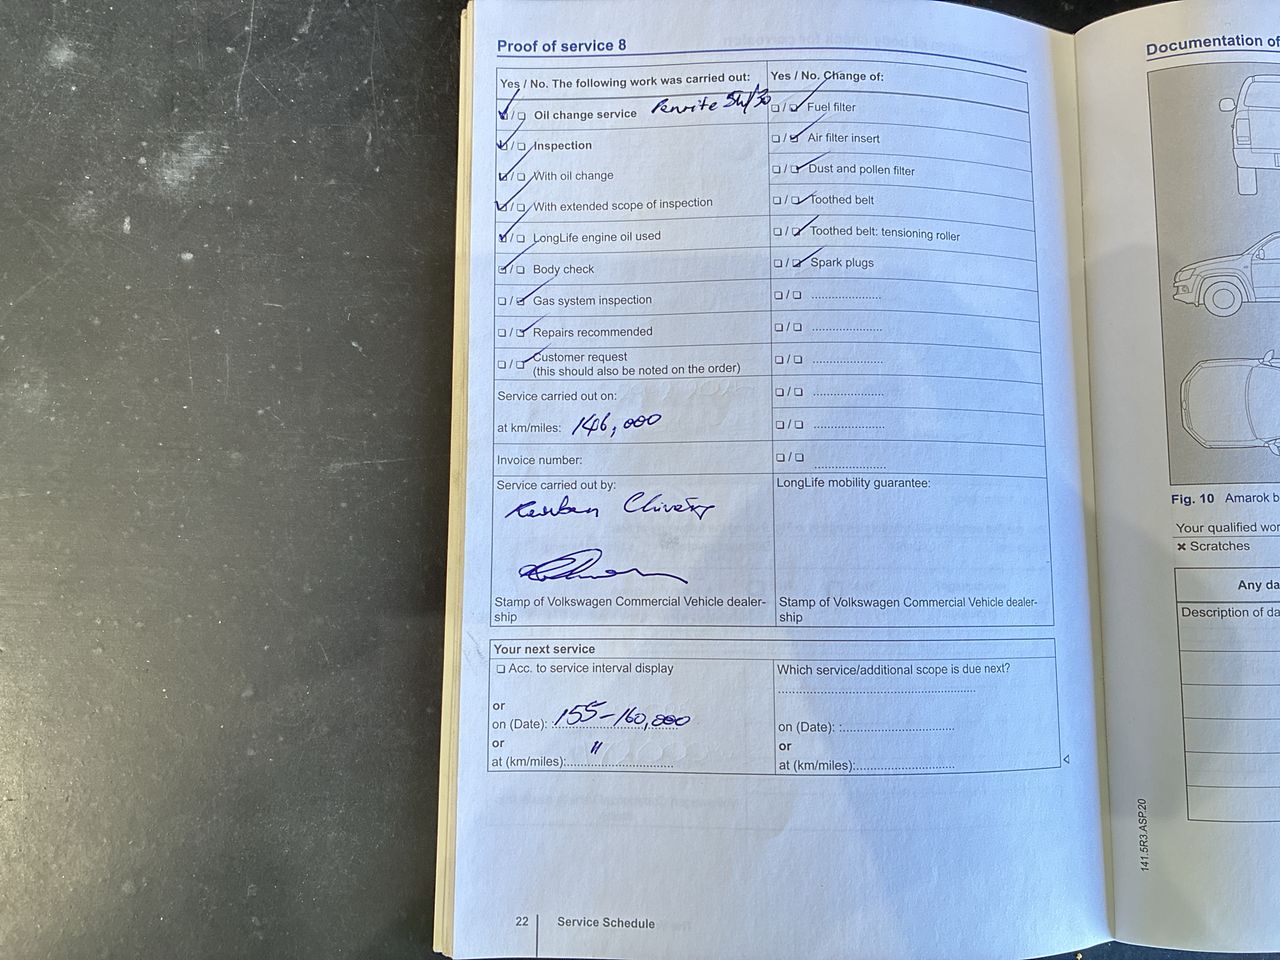 Proof of service 8
Yes / No. The following work was carried out:
❏/❏ Oil change service Penrite 5W/30
❏/❏ Inspection
❏/❏ With oil change
❏/❏ With extended scope of inspection
❏/❏ LongLife engine oil used
❏/❏ Body check
❏/❏ Gas system inspection
❏/❏ Repairs recommended
❏/❏ Customer request
(this should also be noted on the order)
Service carried out on:
at km/miles: 146,000
Invoice number:
Service carried out by:
Stamp of Volkswagen Commercial Vehicle dealer-
ship
Yes / No. Change of:
❏/❏ Fuel filter
❏/❏ Air filter insert
❏/❏ Dust and pollen filter
❏/❏ Toothed belt
❏/❏ Toothed belt: tensioning roller
❏/❏ Spark plugs
❏/❏ ....................
❏/❏ ....................
❏/❏ ....................
❏/❏ ....................
❏/❏ ....................
❏/❏ ....................
LongLife mobility guarantee:
Stamp of Volkswagen Commercial Vehicle dealer-
ship
Your next service
❏ Acc. to service interval display
or
on (Date): 155-160,000
or
at (km/miles): "
Which service/additional scope is due next?
on (Date):
or
at (km/miles):
22 Service Schedule
Documentation of
Fig. 10 Amarok b
Your qualified wor
× Scratches
Any da
Description of da
141.5R3.ASP.20